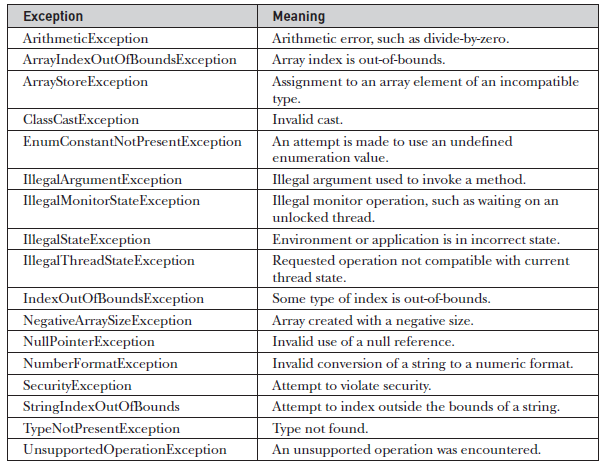 Exception Meaning
ArithmeticException Arithmetic error, such as divide-by-zero.
ArrayIndexOutOfBoundsException Array index is out-of-bounds.
ArrayStoreException Assignment to an array element of an incompatible
type.
ClassCastException Invalid cast.
EnumConstantNotPresentException An attempt is made to use an undefined
enumeration value.
IllegalArgumentException Illegal argument used to invoke a method.
IllegalMonitorStateException Illegal monitor operation, such as waiting on an
unlocked thread.
IllegalStateException Environment or application is in incorrect state.
IllegalThreadStateException Requested operation not compatible with current
thread state.
IndexOutOfBoundsException Some type of index is out-of-bounds.
NegativeArraySizeException Array created with a negative size.
NullPointerException Invalid use of a null reference.
NumberFormatException Invalid conversion of a string to a numeric format.
SecurityException Attempt to violate security.
StringIndexOutOfBounds Attempt to index outside the bounds of a string.
TypeNotPresentException Type not found.
UnsupportedOperationException An unsupported operation was encountered.